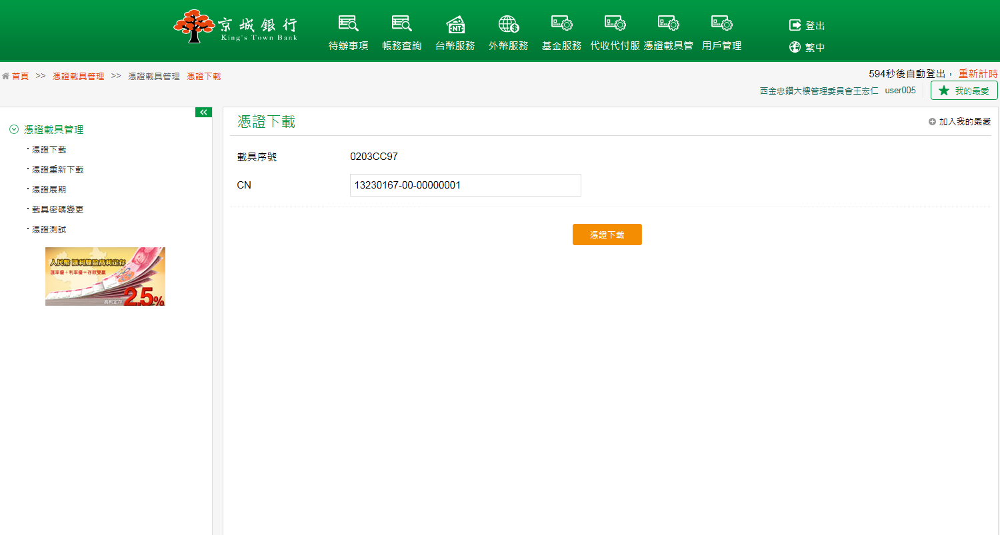 京城銀行
King's Town Bank
待辦事項
帳務查詢
台幣服務
外幣服務
基金服務
代收代付服
憑證載具管
用戶管理
登出
繁中
首頁 >> 憑證載具管理 >> 憑證載具管理 憑證下載
594秒後自動登出， 重新計時
西金忠鑽大樓管理委員會王宏仁 user005
我的最愛
憑證載具管理
憑證下載
憑證重新下載
憑證展期
載具密碼變更
憑證測試
人民幣 匯利雙盈高利定存
匯率優+利率優=存款雙贏
高利定存 2.5%
憑證下載
加入我的最愛
載具序號 0203CC97
CN 13230167-00-00000001
憑證下載